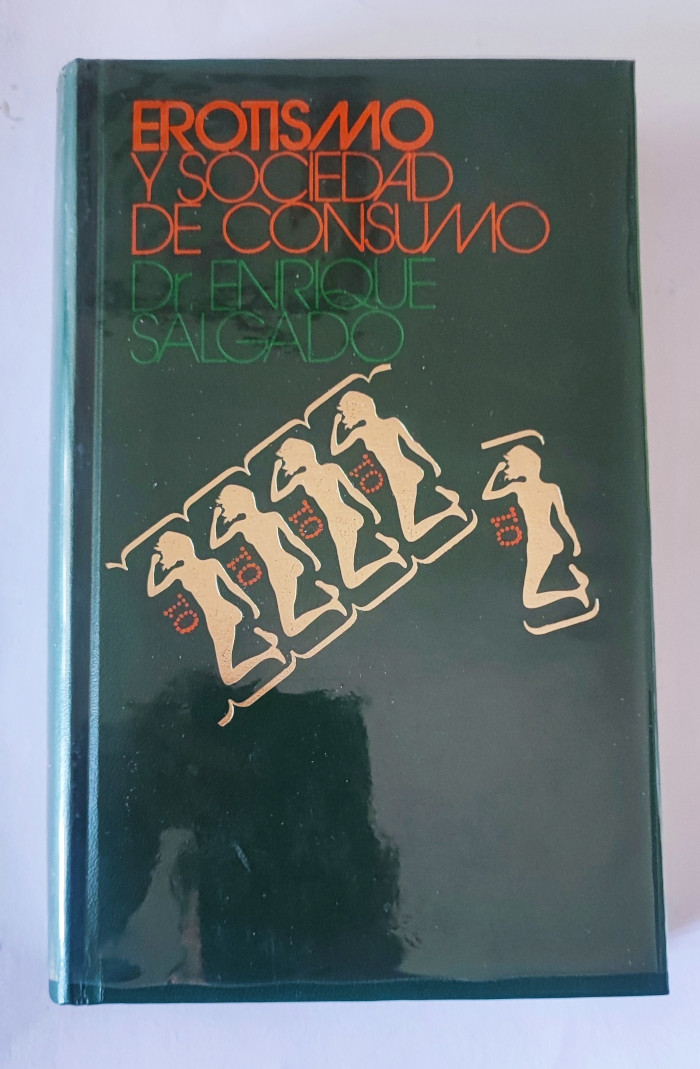 EROTISMO
Y SOCIEDAD
DE CONSUMO
Dr. ENRIQUE
SALGADO